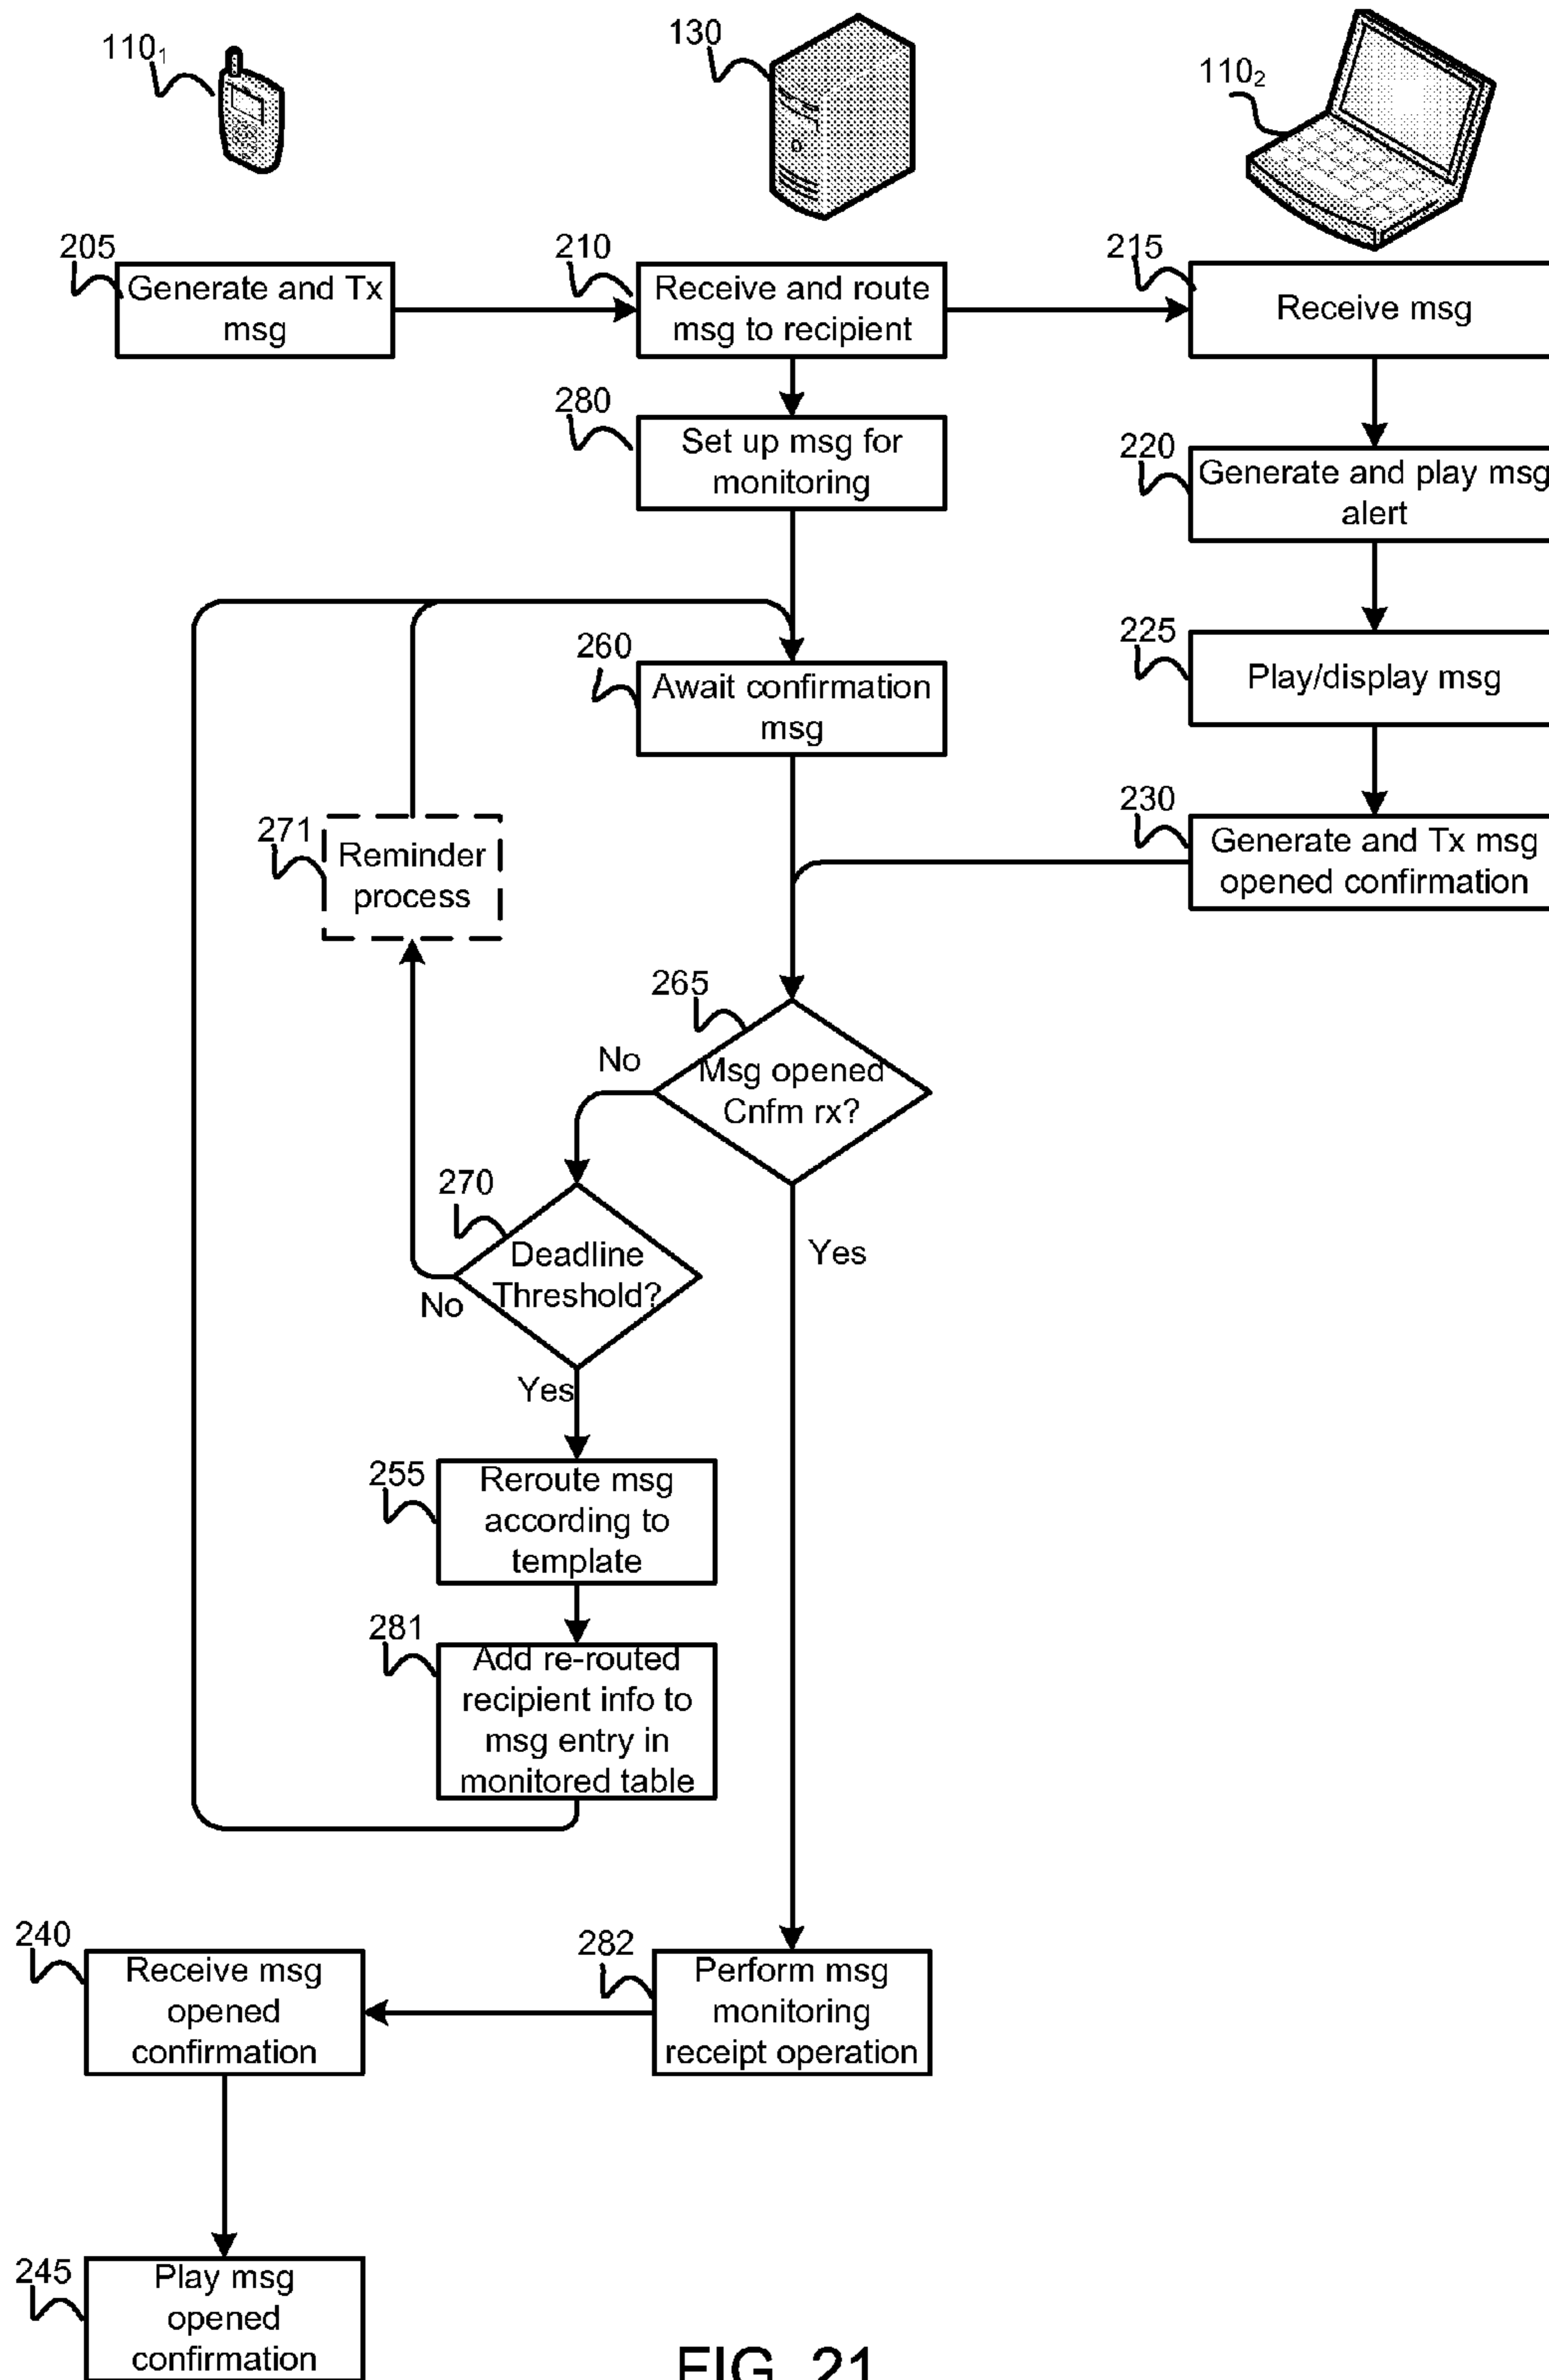 110₁
130
110₂
205
Generate and Tx
msg
210
Receive and route
msg to recipient
215
Receive msg
280
Set up msg for
monitoring
220
Generate and play msg
alert
260
Await confirmation
msg
225
Play/display msg
271
Reminder
process
230
Generate and Tx msg
opened confirmation
265
Msg opened
Cnfm rx?
No
Yes
270
Deadline
Threshold?
No
Yes
255
Reroute msg
according to
template
281
Add re-routed
recipient info to
msg entry in
monitored table
240
Receive msg
opened
confirmation
282
Perform msg
monitoring
receipt operation
245
Play msg
opened
confirmation
FIG. 21